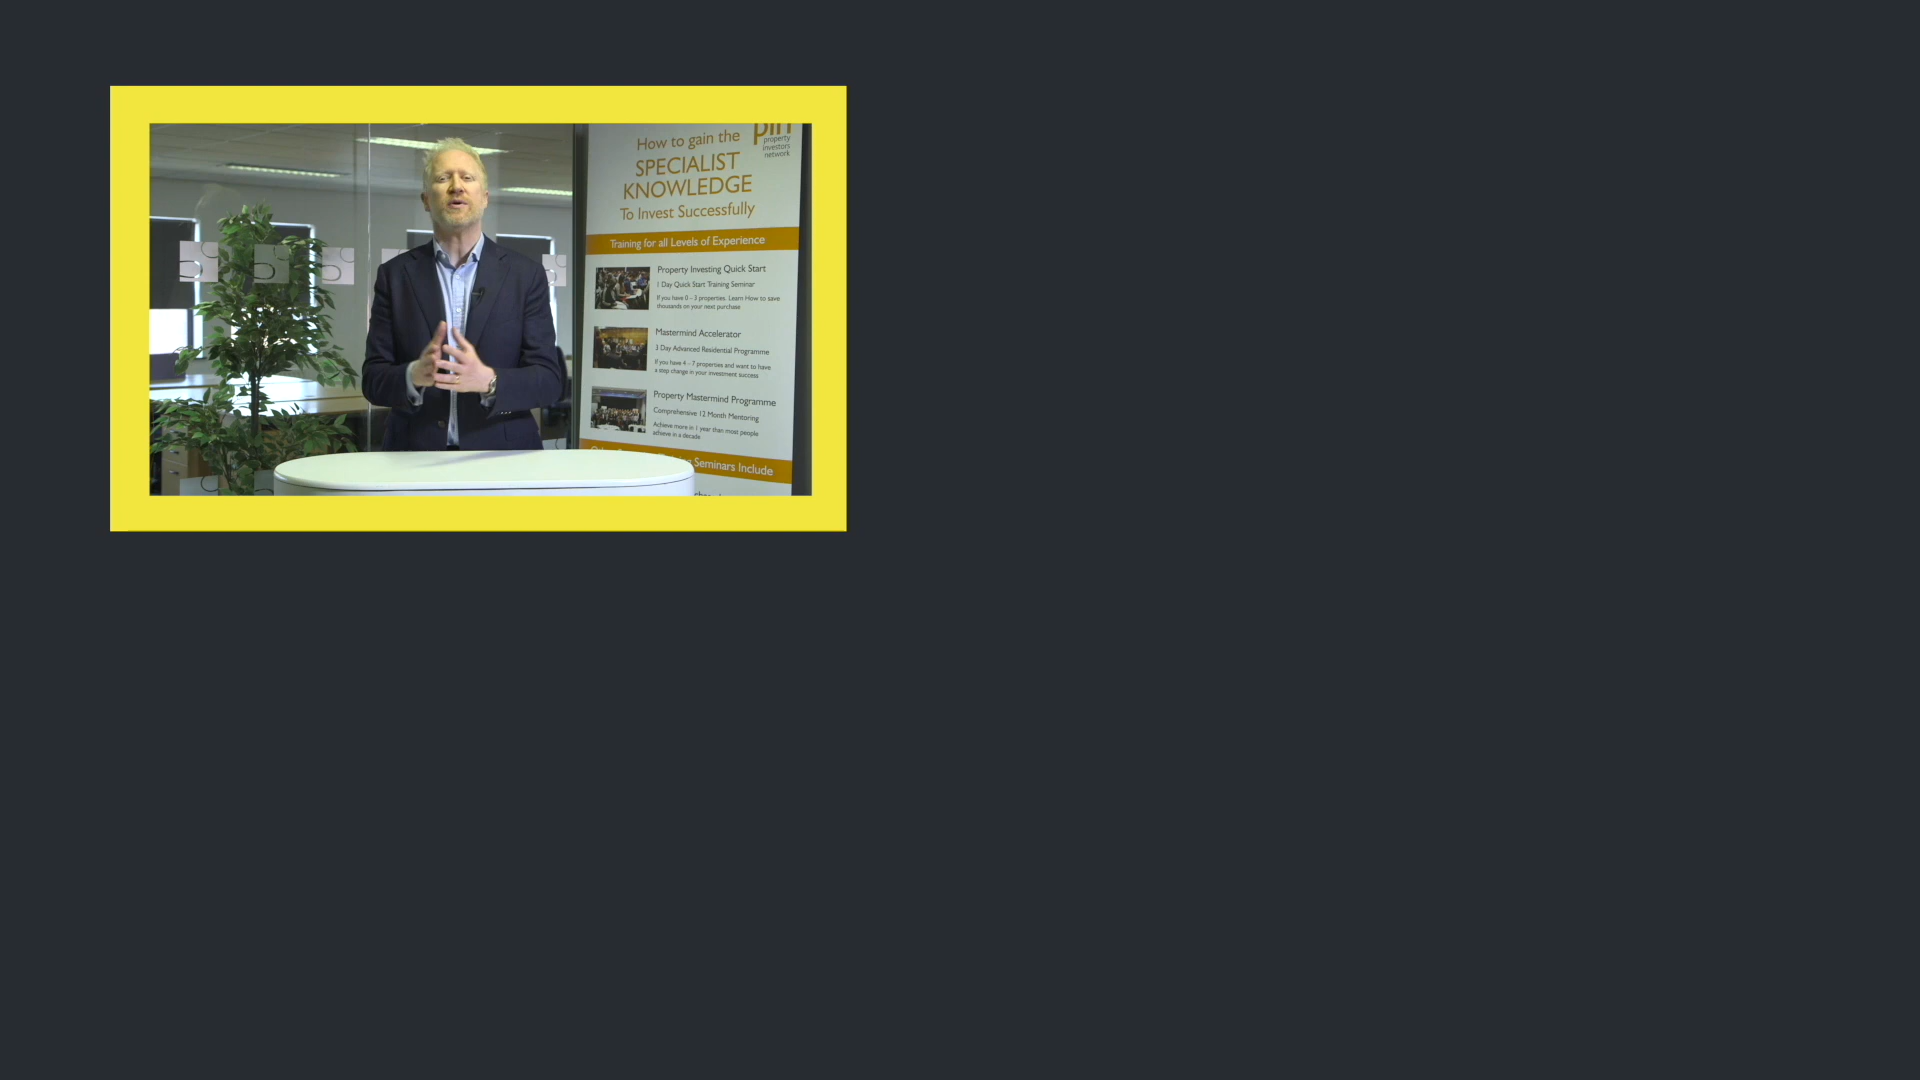 How to gain the
SPECIALIST
KNOWLEDGE
To Invest Successfully
pin
property
investors
network
Training for all Levels of Experience
Property Investing Quick Start
1 Day Quick Start Training Seminar
If you have 0 - 3 properties. Learn How to save
thousands on your next purchase
Mastermind Accelerator
3 Day Advanced Residential Programme
If you have 4 - 7 properties and want to have
a step change in your investment success
Property Mastermind Programme
Comprehensive 12 Month Mentoring
Achieve more in 1 year than most people
achieve in a decade
Seminars Include